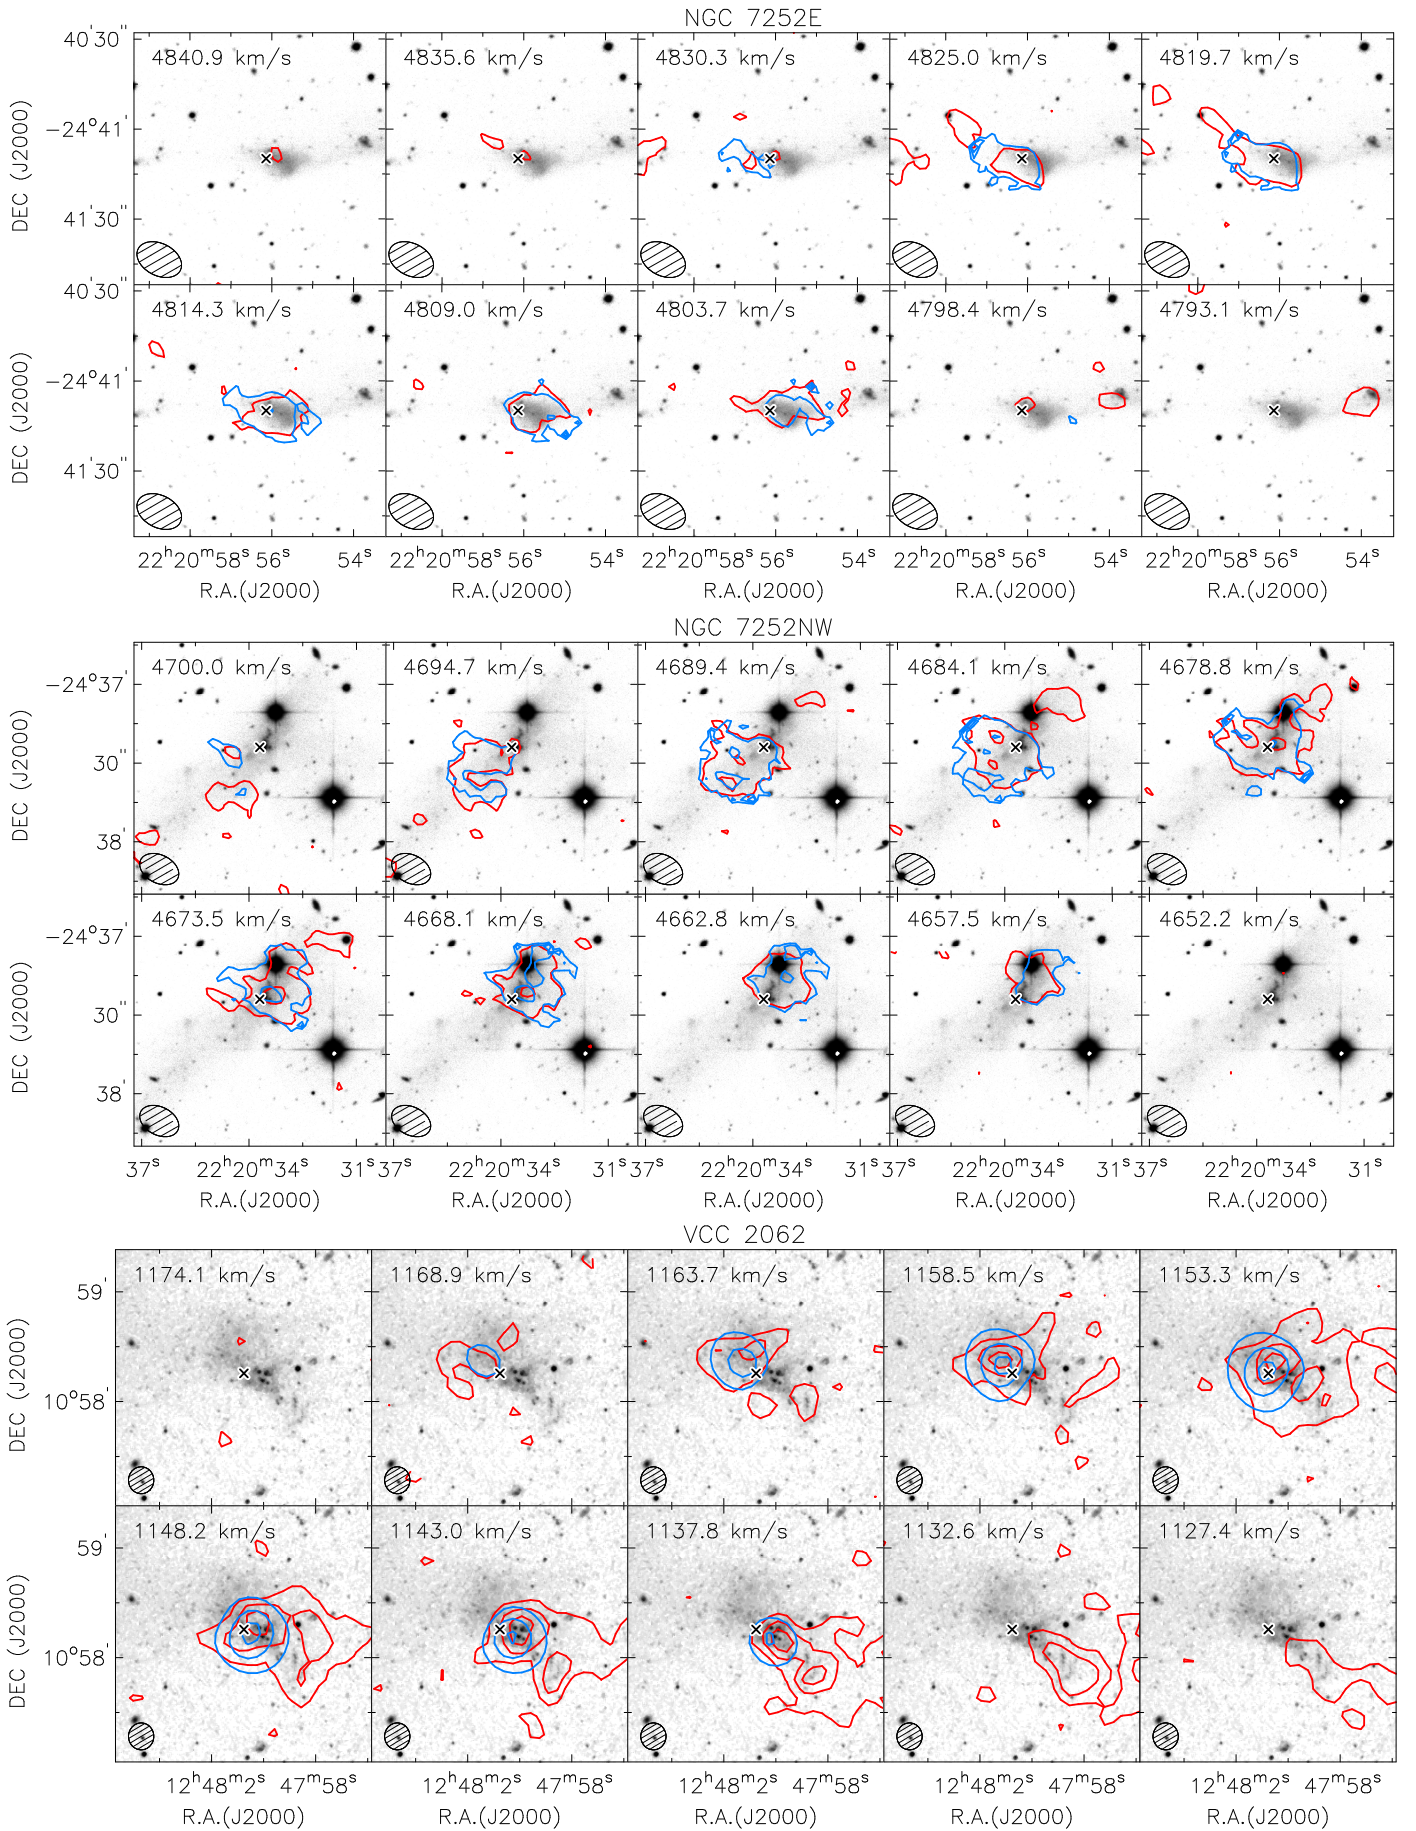 NGC 7252E
4840.9 km/s 4835.6 km/s 4830.3 km/s 4825.0 km/s 4819.7 km/s
40'30"
−24°41'
41'30"
DEC (J2000)
4814.3 km/s 4809.0 km/s 4803.7 km/s 4798.4 km/s 4793.1 km/s
40'30"
−24°41'
41'30"
DEC (J2000)
22ʰ20ᵐ58ˢ 56ˢ 54ˢ 22ʰ20ᵐ58ˢ 56ˢ 54ˢ 22ʰ20ᵐ58ˢ 56ˢ 54ˢ 22ʰ20ᵐ58ˢ 56ˢ 54ˢ 22ʰ20ᵐ58ˢ 56ˢ 54ˢ
R.A.(J2000) R.A.(J2000) R.A.(J2000) R.A.(J2000) R.A.(J2000)
NGC 7252NW
4700.0 km/s 4694.7 km/s 4689.4 km/s 4684.1 km/s 4678.8 km/s
−24°37'
30"
38'
DEC (J2000)
4673.5 km/s 4668.1 km/s 4662.8 km/s 4657.5 km/s 4652.2 km/s
−24°37'
30"
38'
DEC (J2000)
37ˢ 22ʰ20ᵐ34ˢ 31ˢ 37ˢ 22ʰ20ᵐ34ˢ 31ˢ 37ˢ 22ʰ20ᵐ34ˢ 31ˢ 37ˢ 22ʰ20ᵐ34ˢ 31ˢ 37ˢ 22ʰ20ᵐ34ˢ 31ˢ
R.A.(J2000) R.A.(J2000) R.A.(J2000) R.A.(J2000) R.A.(J2000)
VCC 2062
1174.1 km/s 1168.9 km/s 1163.7 km/s 1158.5 km/s 1153.3 km/s
59'
10°58'
DEC (J2000)
1148.2 km/s 1143.0 km/s 1137.8 km/s 1132.6 km/s 1127.4 km/s
59'
10°58'
DEC (J2000)
12ʰ48ᵐ2ˢ 47ᵐ58ˢ 12ʰ48ᵐ2ˢ 47ᵐ58ˢ 12ʰ48ᵐ2ˢ 47ᵐ58ˢ 12ʰ48ᵐ2ˢ 47ᵐ58ˢ 12ʰ48ᵐ2ˢ 47ᵐ58ˢ
R.A.(J2000) R.A.(J2000) R.A.(J2000) R.A.(J2000) R.A.(J2000)